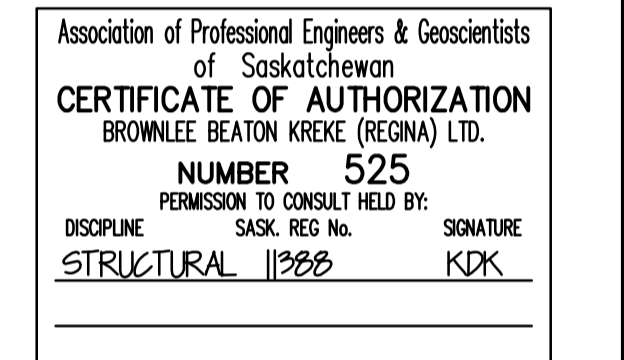 Association of Professional Engineers & Geoscientists
of Saskatchewan
CERTIFICATE OF AUTHORIZATION
BROWNLEE BEATON KREKE (REGINA) LTD.
NUMBER 525
PERMISSION TO CONSULT HELD BY:
DISCIPLINE SASK. REG No. SIGNATURE
STRUCTURAL 11388 KDK